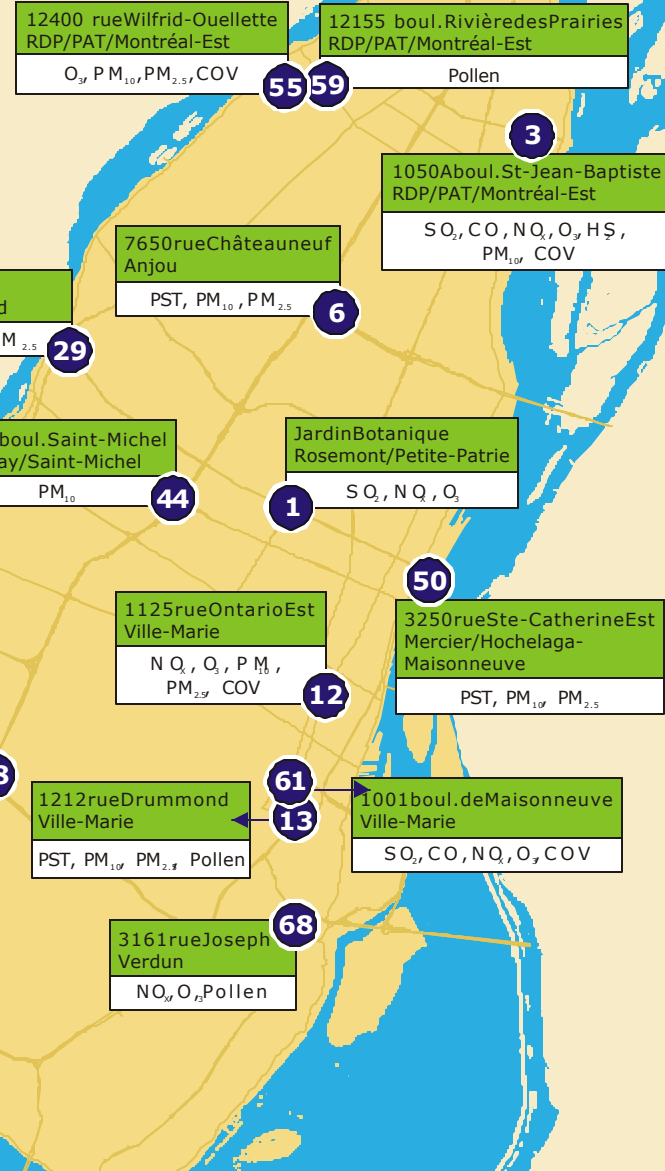 12400 rueWilfrid-Ouellette
RDP/PAT/Montréal-Est
O₃, PM₁₀, PM₂.₅, COV
55
59
12155 boul.RivièredesPrairies
RDP/PAT/Montréal-Est
Pollen
3
1050Aboul.St-Jean-Baptiste
RDP/PAT/Montréal-Est
SO₂, CO, NOₓ, O₃, H₂S,
PM₁₀, COV
7650rueChâteauneuf
Anjou
PST, PM₁₀, PM₂.₅
6
d
M ₂.₅
29
boul.Saint-Michel
ay/Saint-Michel
PM₁₀
44
JardinBotanique
Rosemont/Petite-Patrie
SO₂, NOₓ, O₃
1
50
3250rueSte-CatherineEst
Mercier/Hochelaga-
Maisonneuve
PST, PM₁₀, PM₂.₅
1125rueOntarioEst
Ville-Marie
NOₓ, O₃, PM₁₀,
PM₂.₅, COV
12
8
61
13
1212rueDrummond
Ville-Marie
PST, PM₁₀, PM₂.₅, Pollen
1001boul.deMaisonneuve
Ville-Marie
SO₂, CO, NOₓ, O₃, COV
68
3161rueJoseph
Verdun
NOₓ, O₃, Pollen